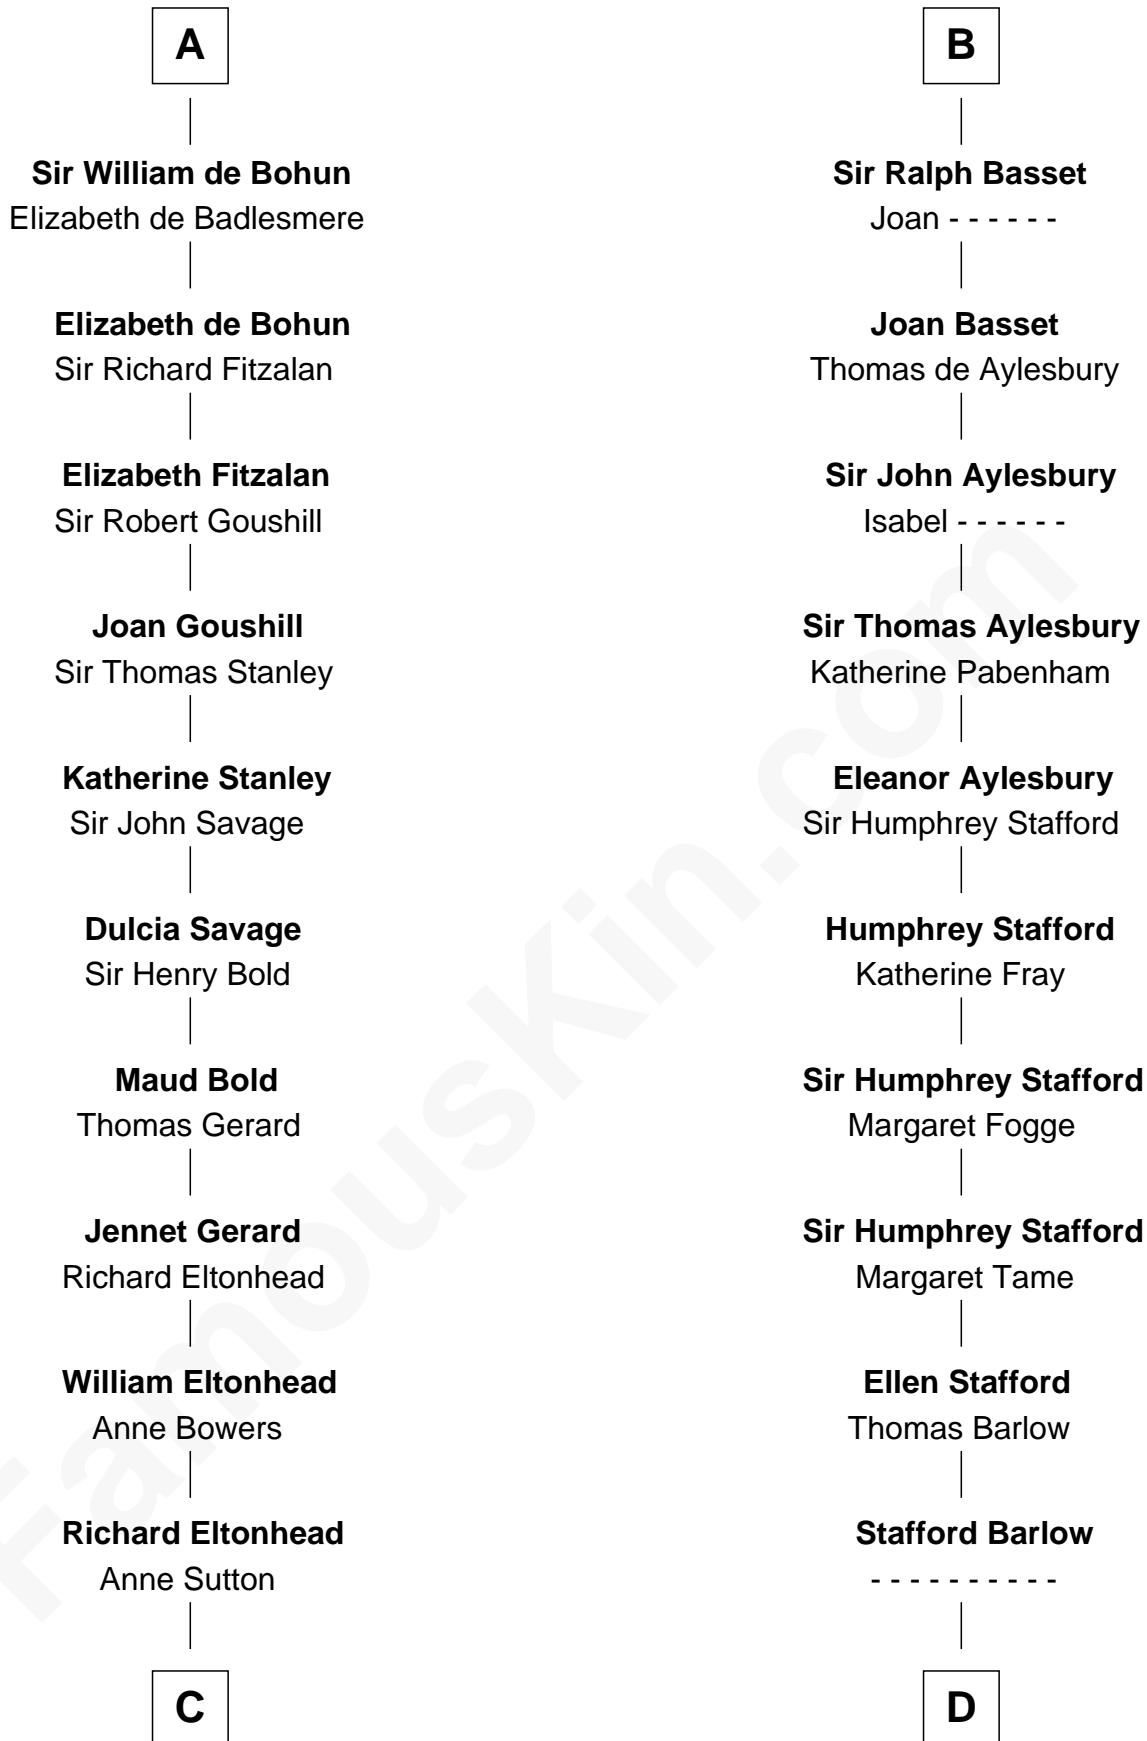 A
Sir William de Bohun
Elizabeth de Badlesmere
Elizabeth de Bohun
Sir Richard Fitzalan
Elizabeth Fitzalan
Sir Robert Goushill
Joan Goushill
Sir Thomas Stanley
Katherine Stanley
Sir John Savage
Dulcia Savage
Sir Henry Bold
Maud Bold
Thomas Gerard
Jennet Gerard
Richard Eltonhead
William Eltonhead
Anne Bowers
Richard Eltonhead
Anne Sutton
C
B
Sir Ralph Basset
Joan - - - - - -
Joan Basset
Thomas de Aylesbury
Sir John Aylesbury
Isabel - - - - - -
Sir Thomas Aylesbury
Katherine Pabenham
Eleanor Aylesbury
Sir Humphrey Stafford
Humphrey Stafford
Katherine Fray
Sir Humphrey Stafford
Margaret Fogge
Sir Humphrey Stafford
Margaret Tame
Ellen Stafford
Thomas Barlow
Stafford Barlow
- - - - - - - - - -
D
FamousKin.com